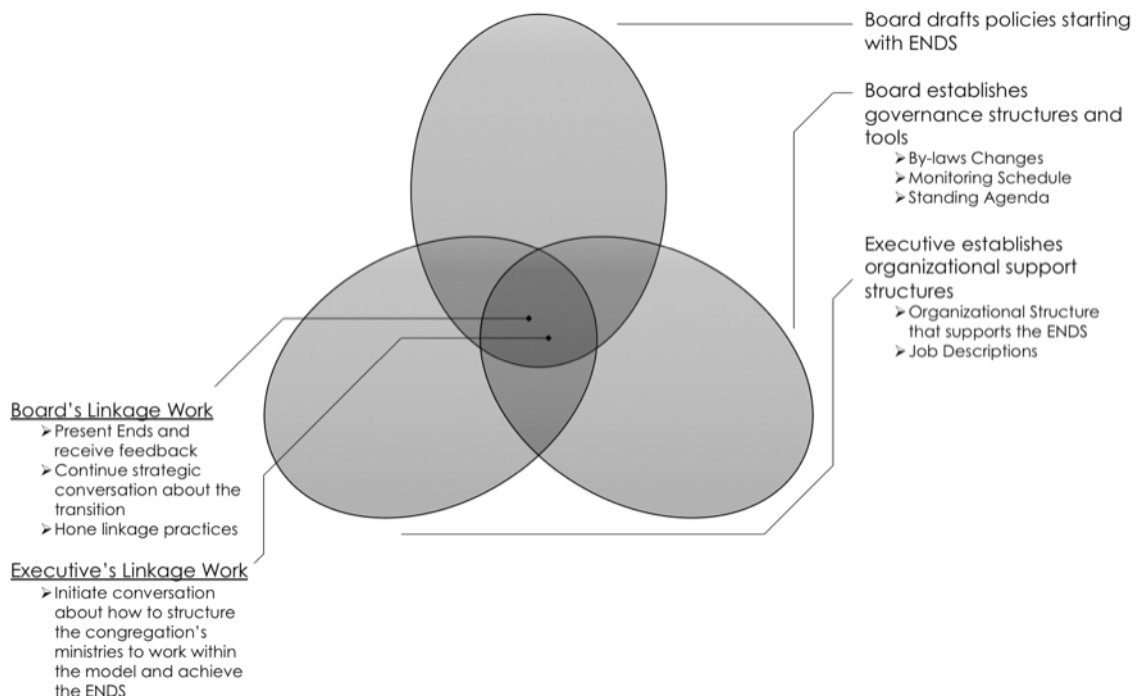 Board drafts policies starting
with ENDS
Board establishes
governance structures and
tools
➢By-laws Changes
➢Monitoring Schedule
➢Standing Agenda
Executive establishes
organizational support
structures
➢Organizational Structure
that supports the ENDS
➢Job Descriptions
Board's Linkage Work
➢Present Ends and
receive feedback
➢Continue strategic
conversation about the
transition
➢Hone linkage practices
Executive's Linkage Work
➢Initiate conversation
about how to structure
the congregation's
ministries to work within
the model and achieve
the ENDS